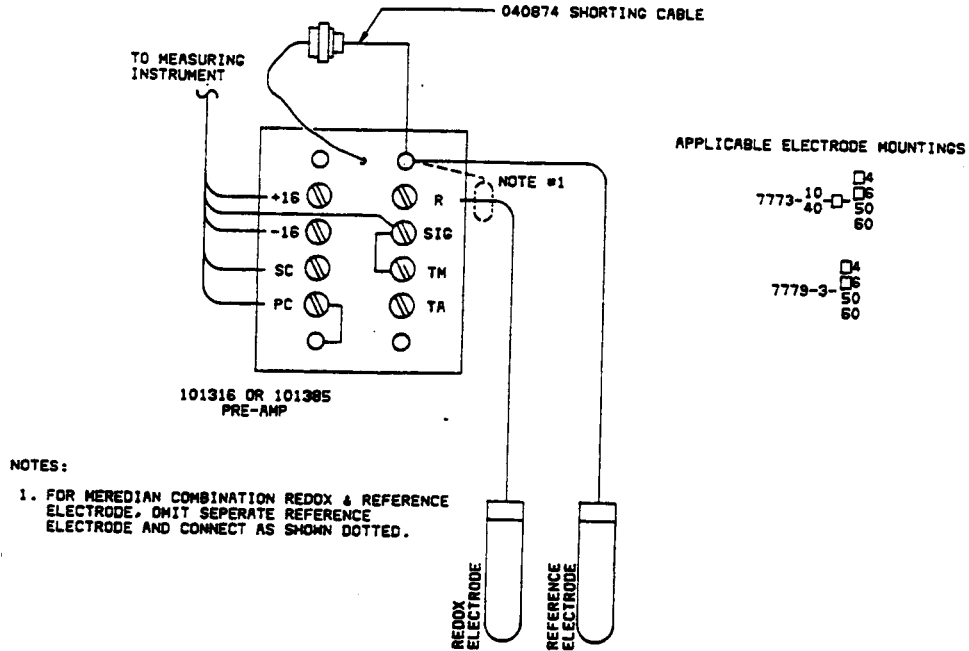 040874 SHORTING CABLE
TO MEASURING
INSTRUMENT
APPLICABLE ELECTRODE MOUNTINGS
+16
R
NOTE #1
-16
SIG
SC
TM
PC
TA
7773-10 40-□-□4 □6 50 60
7779-3-□4 □6 50 60
101316 OR 101385
PRE-AMP
NOTES:
1. FOR MEREDIAN COMBINATION REDOX & REFERENCE
ELECTRODE, OMIT SEPERATE REFERENCE
ELECTRODE AND CONNECT AS SHOWN DOTTED.
REDOX
ELECTRODE
REFERENCE
ELECTRODE